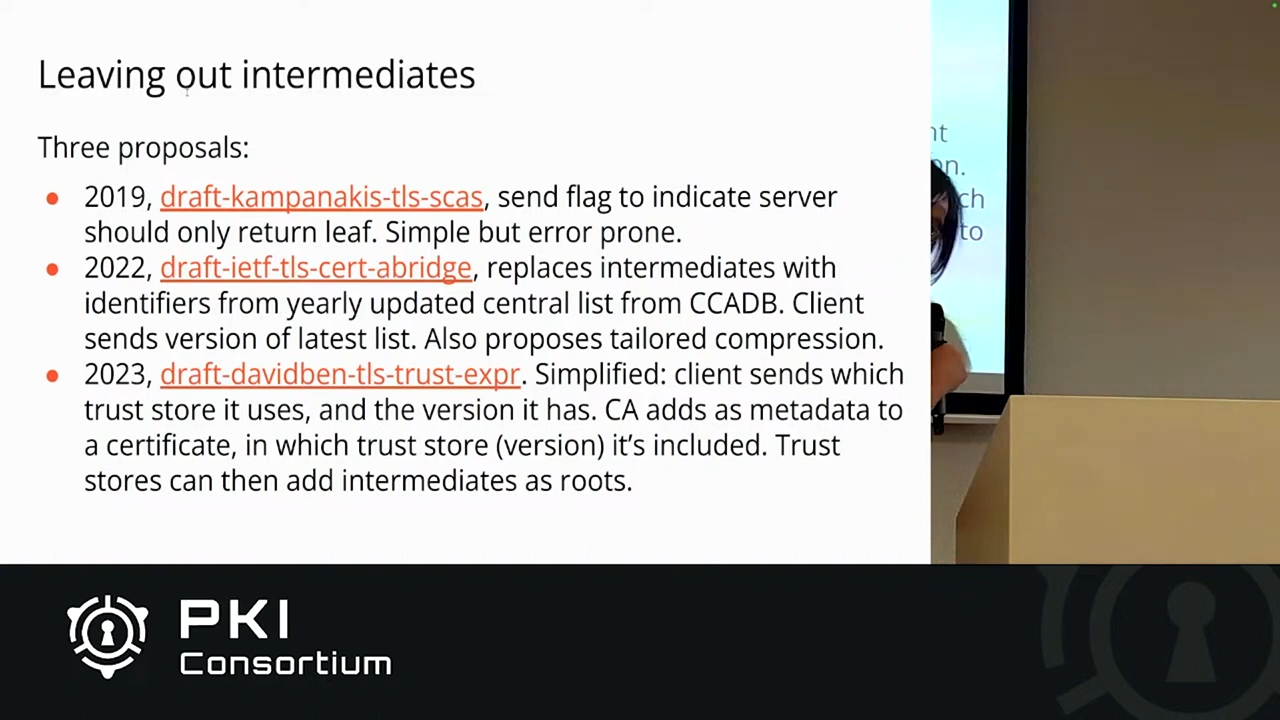 Leaving out intermediates
Three proposals:
• 2019, draft-kampanakis-tls-scas, send flag to indicate server
should only return leaf. Simple but error prone.
• 2022, draft-ietf-tls-cert-abridge, replaces intermediates with
identifiers from yearly updated central list from CCADB. Client
sends version of latest list. Also proposes tailored compression.
• 2023, draft-davidben-tls-trust-expr. Simplified: client sends which
trust store it uses, and the version it has. CA adds as metadata to
a certificate, in which trust store (version) it's included. Trust
stores can then add intermediates as roots.
nt
on.
ch
to
PKI
Consortium